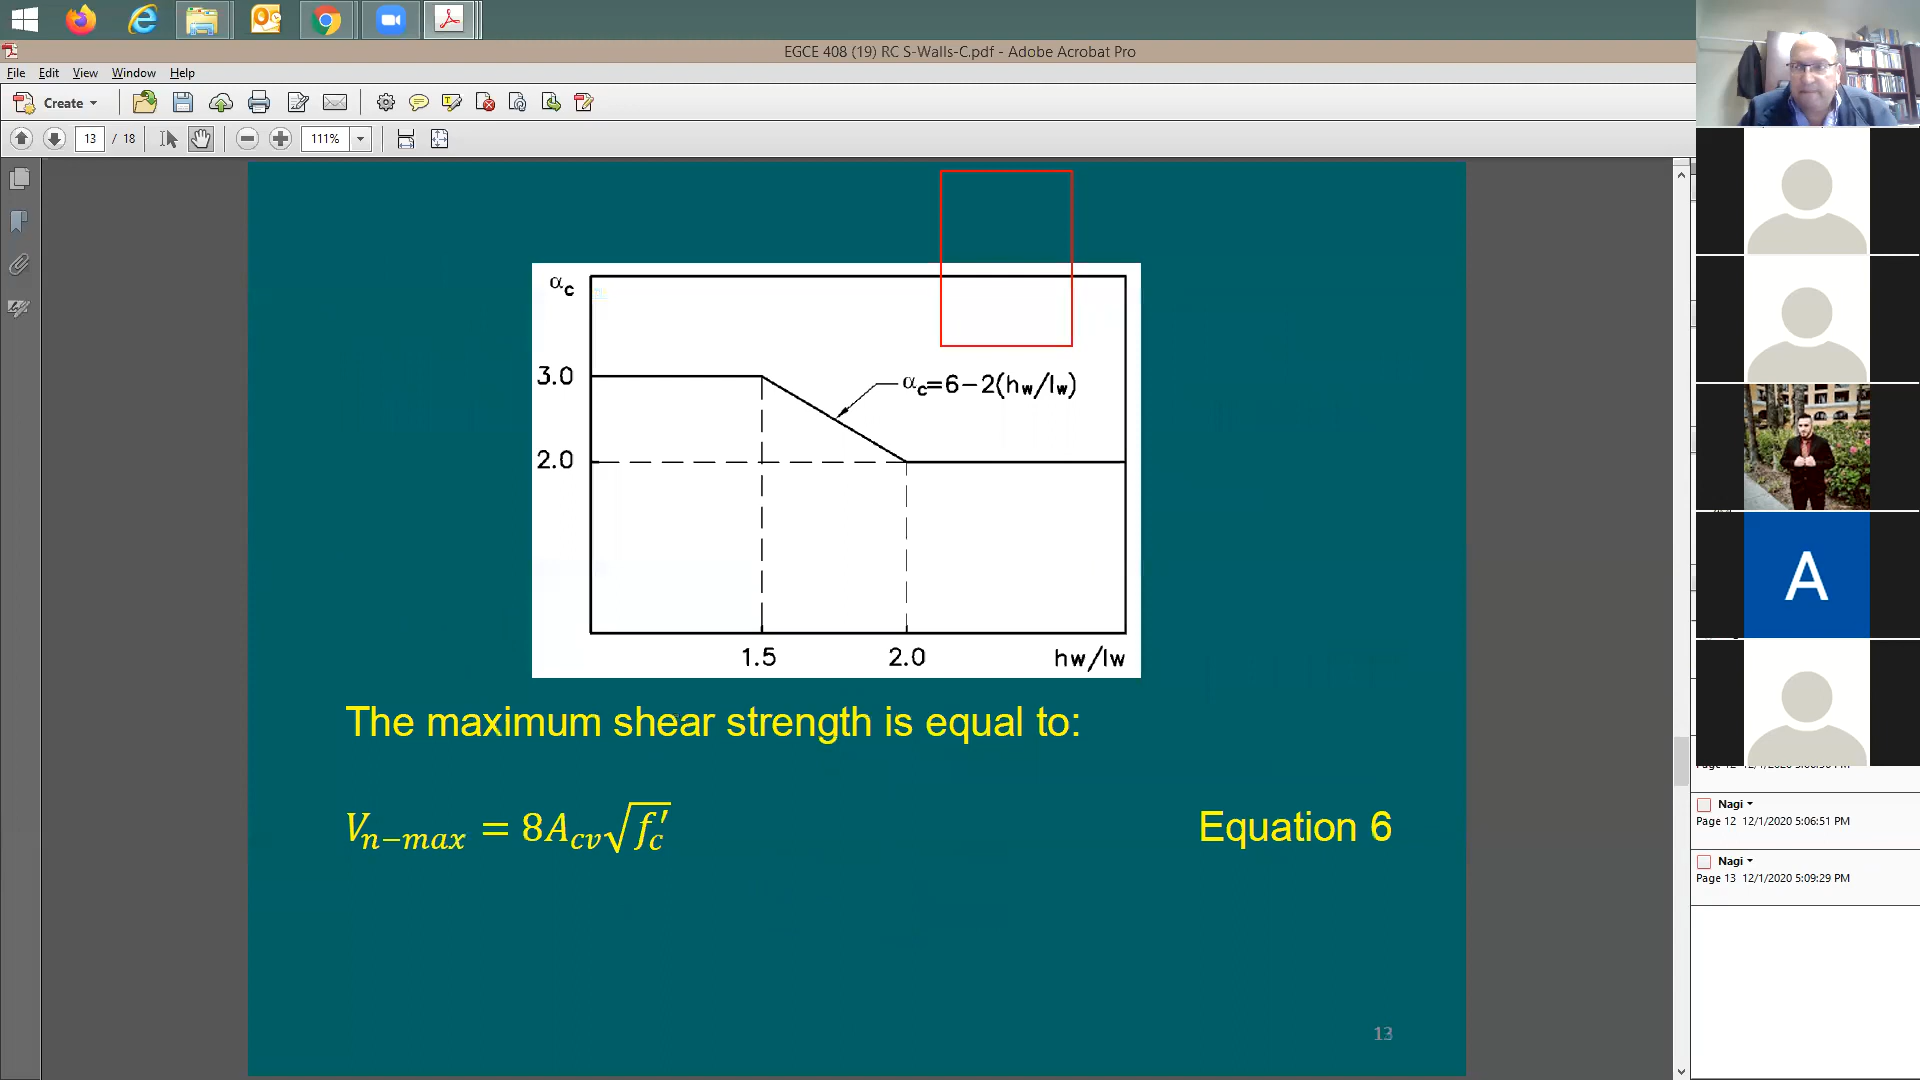 EGCE 408 (19) RC S-Walls-C.pdf - Adobe Acrobat Pro
File Edit View Window Help
Create
13 / 18 111%
αc
3.0
αc=6−2(hw/lw)
2.0
1.5 2.0 hw/lw
The maximum shear strength is equal to:
Vn−max = 8Acv√f′c Equation 6
13
A
Nagi
Page 12 12/1/2020 5:06:51 PM
Nagi
Page 13 12/1/2020 5:09:29 PM